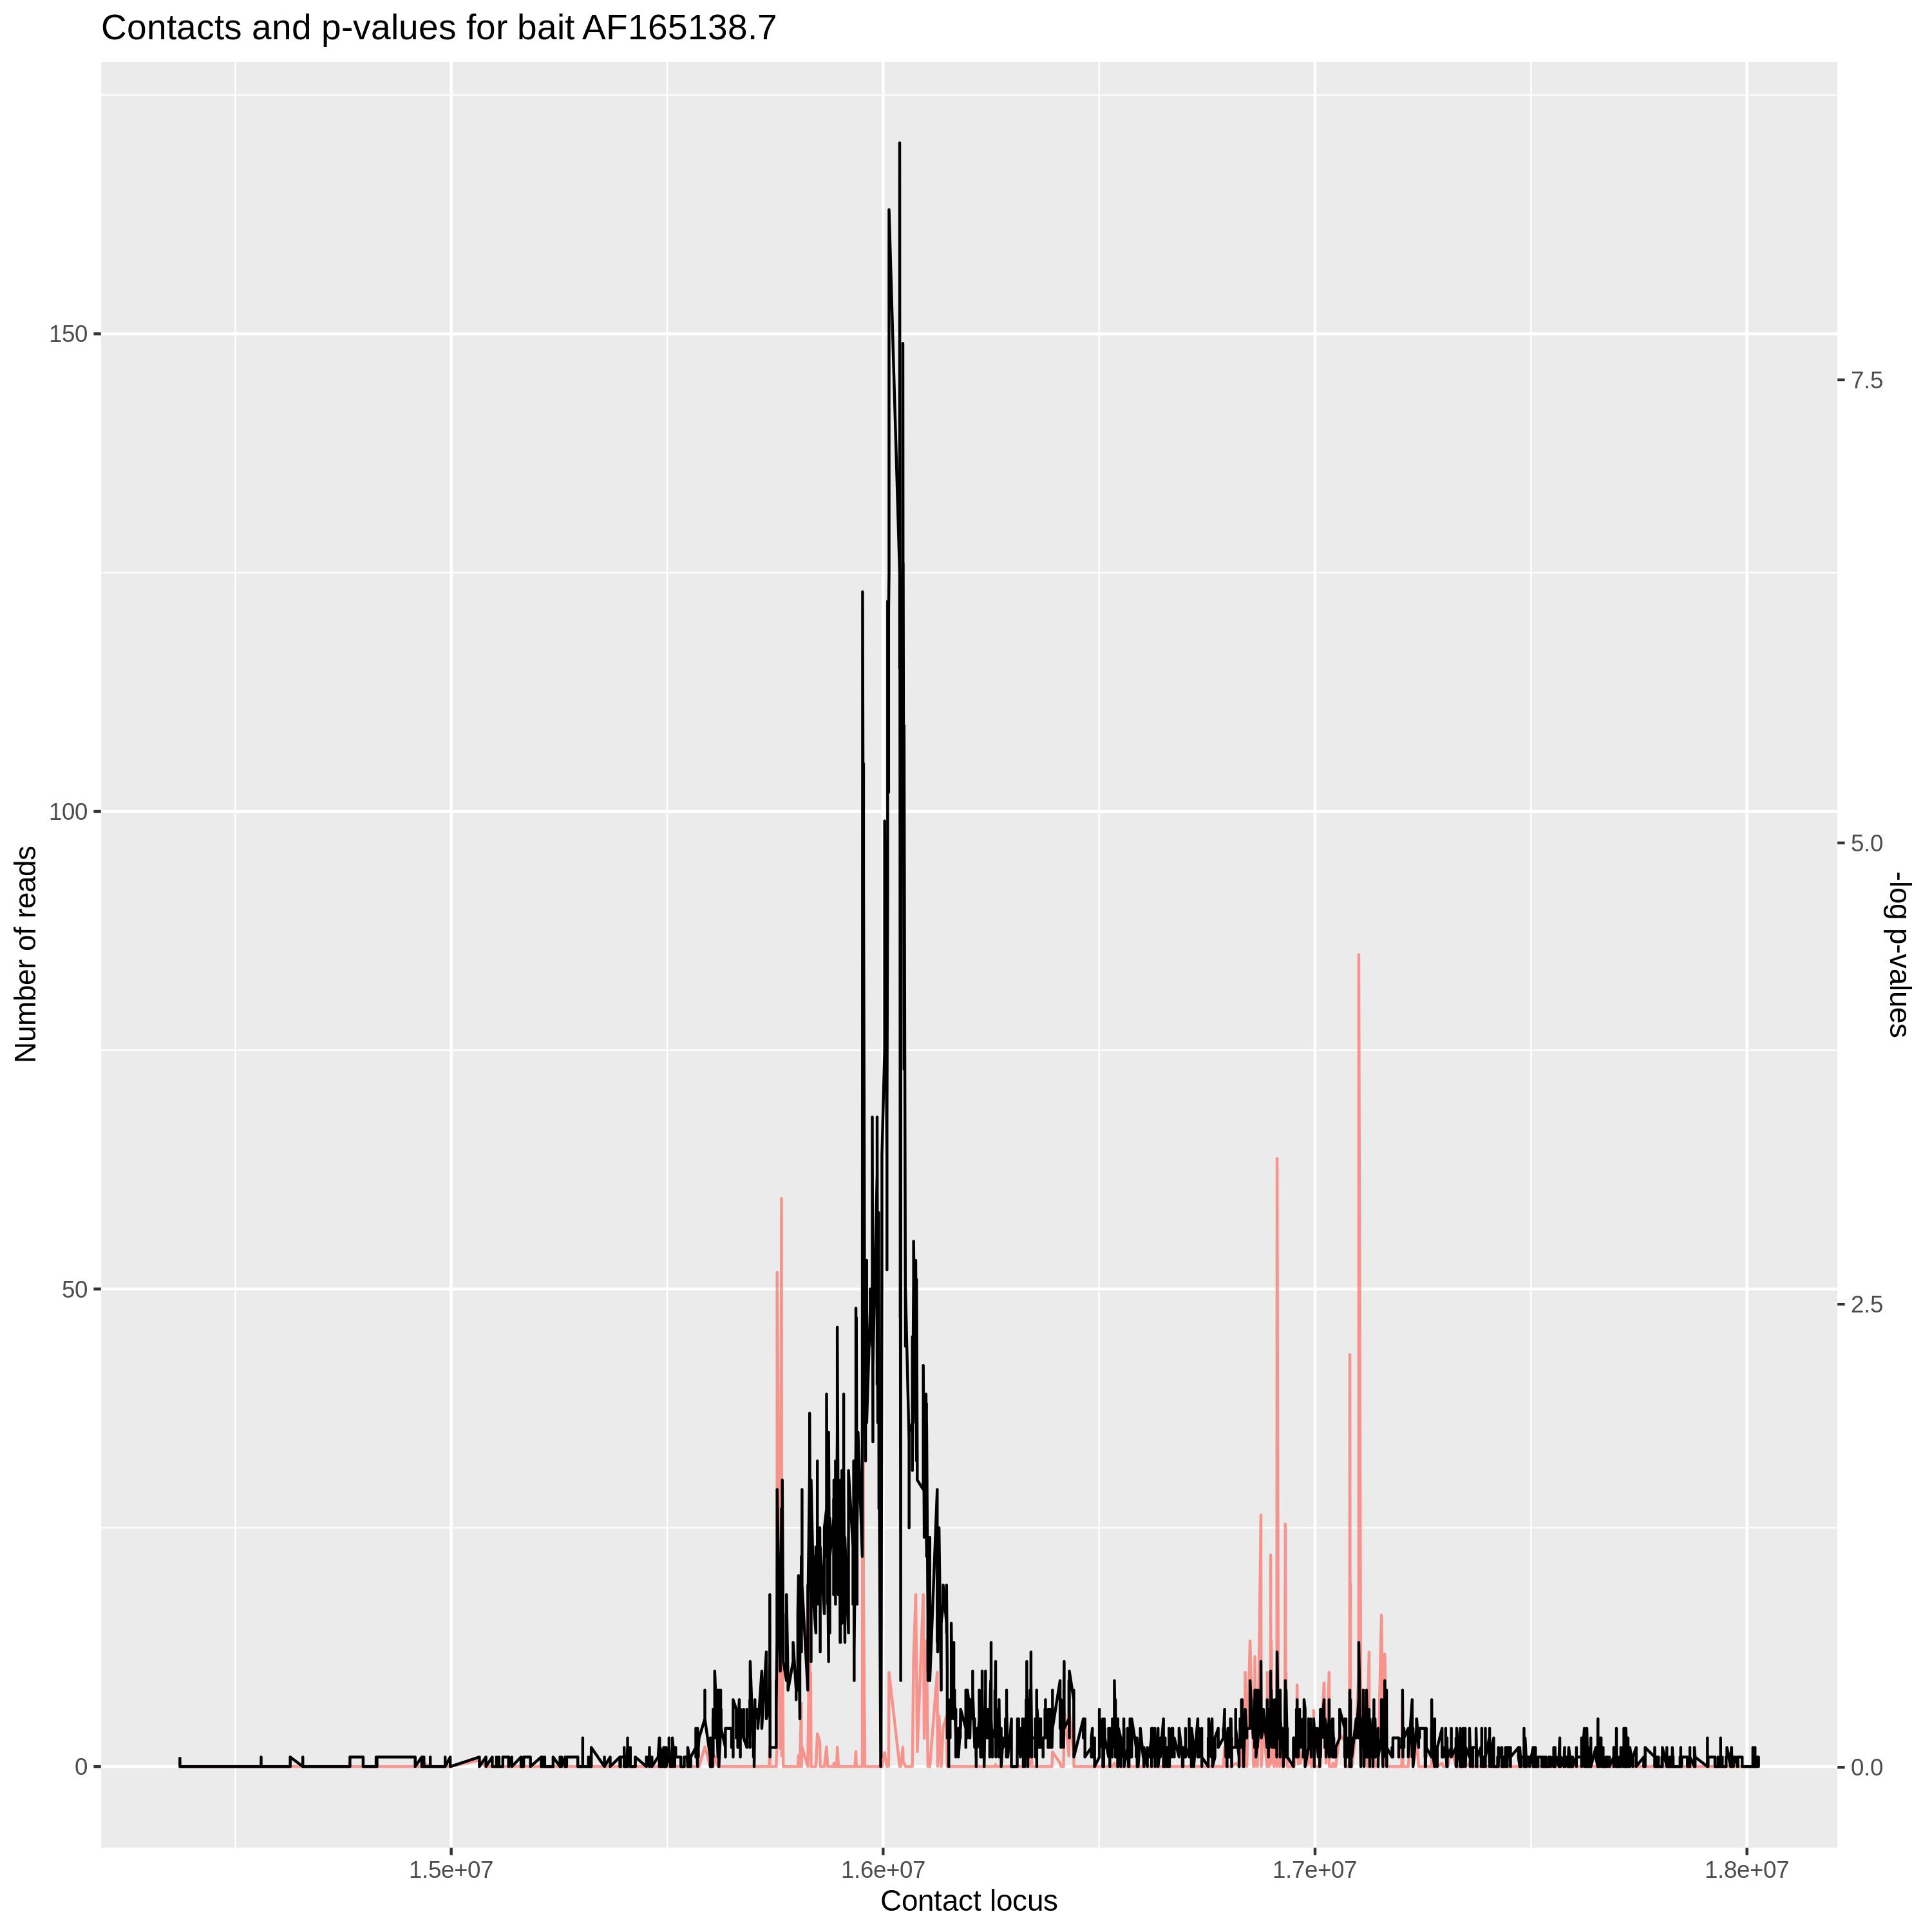 Contacts and p-values for bait AF165138.7
150
100
50
0
7.5
5.0
2.5
0.0
Number of reads
-log p-values
1.5e+07
1.6e+07
1.7e+07
1.8e+07
Contact locus